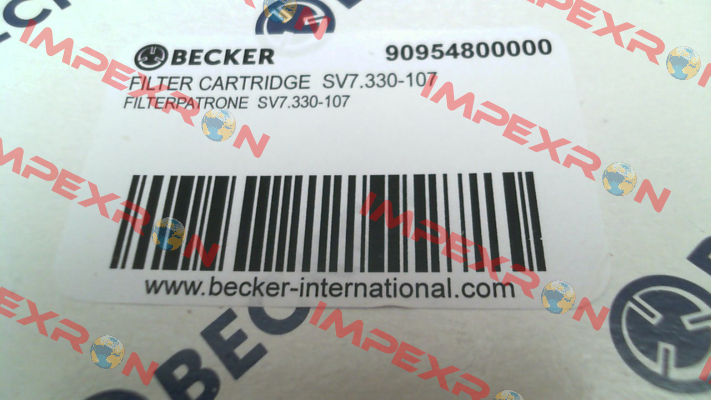 BECKER 90954800000
FILTER CARTRIDGE SV7.330-107
FILTERPATRONE SV7.330-107
www.becker-international.com
IMPEXRON
IMPEXRON
IMPEXRON
IMPEXRON
IMPEXRON
BECKER